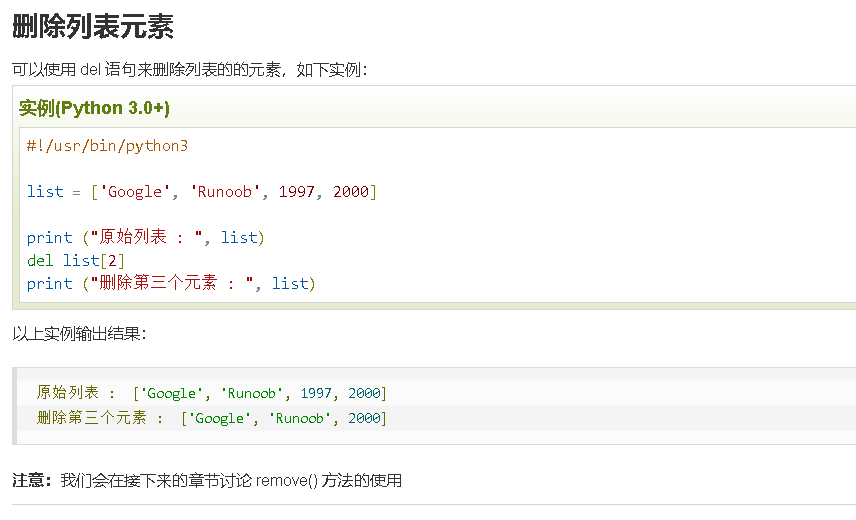 删除列表元素
可以使用 del 语句来删除列表的的元素，如下实例：
实例(Python 3.0+)
#!/usr/bin/python3
list = ['Google', 'Runoob', 1997, 2000]
print ("原始列表 : ", list)
del list[2]
print ("删除第三个元素 : ", list)
以上实例输出结果：
原始列表 :  ['Google', 'Runoob', 1997, 2000]
删除第三个元素 :  ['Google', 'Runoob', 2000]
注意：我们会在接下来的章节讨论 remove() 方法的使用